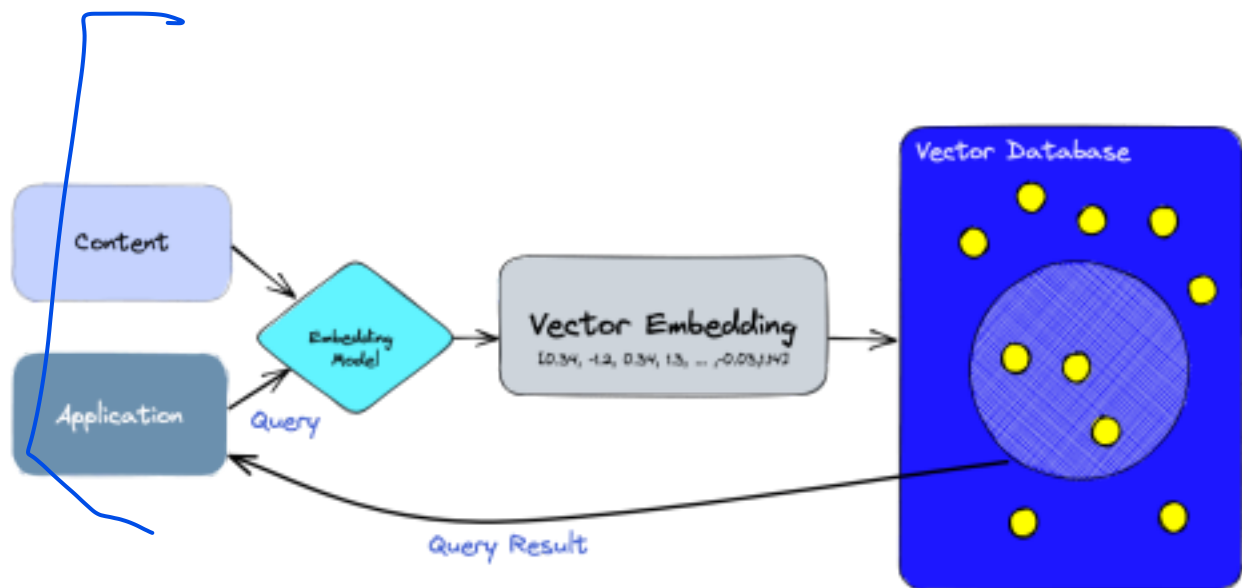 Vector Database
Content
Embedding
Model
Vector Embedding
[0.34, -1.2, 0.34, 1.3, ... ,-0.03,1.14]
Application
Query
Query Result